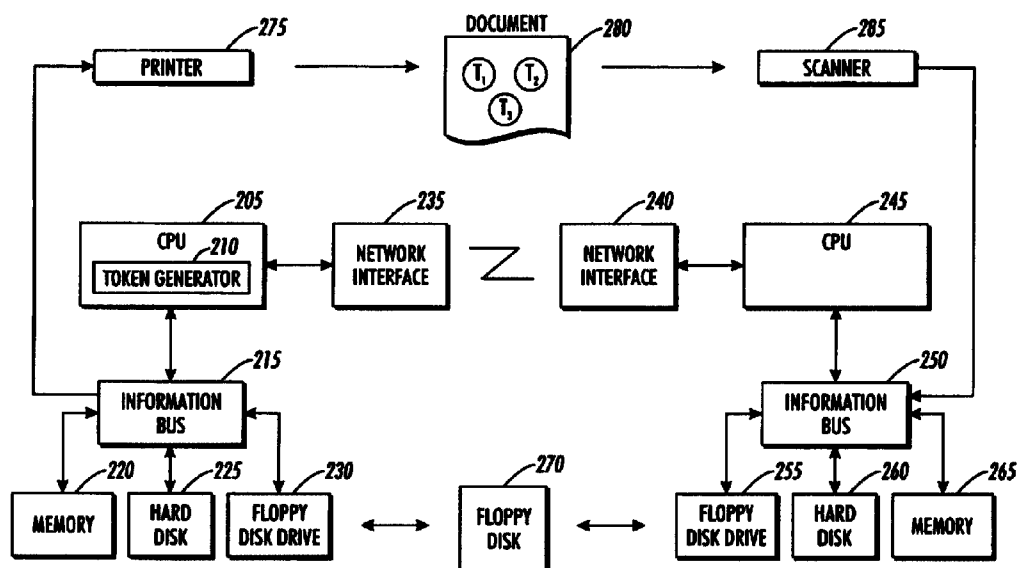 DOCUMENT
275
280
285
PRINTER
T1
T2
T3
SCANNER
205
235
240
245
CPU
210
TOKEN GENERATOR
NETWORK
INTERFACE
NETWORK
INTERFACE
CPU
215
250
INFORMATION
BUS
INFORMATION
BUS
220
225
230
270
255
260
265
MEMORY
HARD
DISK
FLOPPY
DISK DRIVE
FLOPPY
DISK
FLOPPY
DISK DRIVE
HARD
DISK
MEMORY